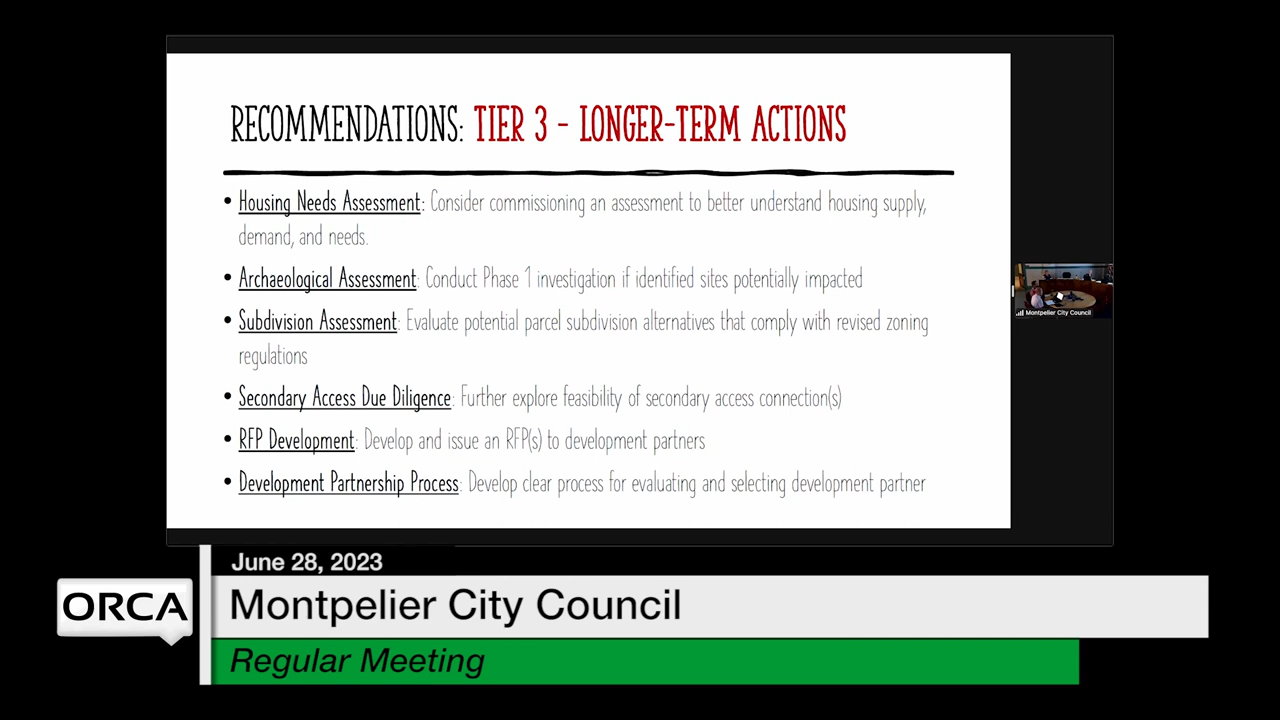 RECOMMENDATIONS: TIER 3 - LONGER-TERM ACTIONS
• Housing Needs Assessment: Consider commissioning an assessment to better understand housing supply,
demand, and needs.
• Archaeological Assessment: Conduct Phase 1 investigation if identified sites potentially impacted
• Subdivision Assessment: Evaluate potential parcel subdivision alternatives that comply with revised zoning
regulations
• Secondary Access Due Diligence: Further explore feasibility of secondary access connection(s)
• RFP Development: Develop and issue an RFP(s) to development partners
• Development Partnership Process: Develop clear process for evaluating and selecting development partner
Montpelier City Council
June 28, 2023
ORCA
Montpelier City Council
Regular Meeting